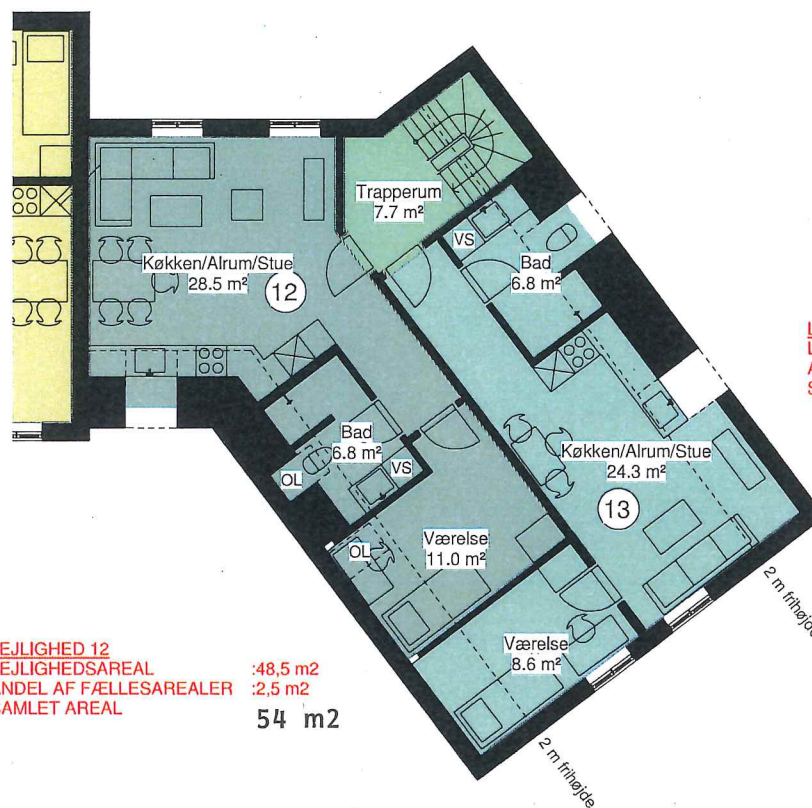 Trapperum
7.7 m²
VS
Bad
6.8 m²
Køkken/Alrum/Stue
28.5 m²
12
Køkken/Alrum/Stue
24.3 m²
13
Bad
6.8 m²
OL
VS
OL
Værelse
11.0 m²
Værelse
8.6 m²
2 m frihøjde
2 m frihøjde
EJLIGHED 12
EJLIGHEDSAREAL :48,5 m2
NDEL AF FÆLLESAREALER :2,5 m2
AMLET AREAL
54 m2